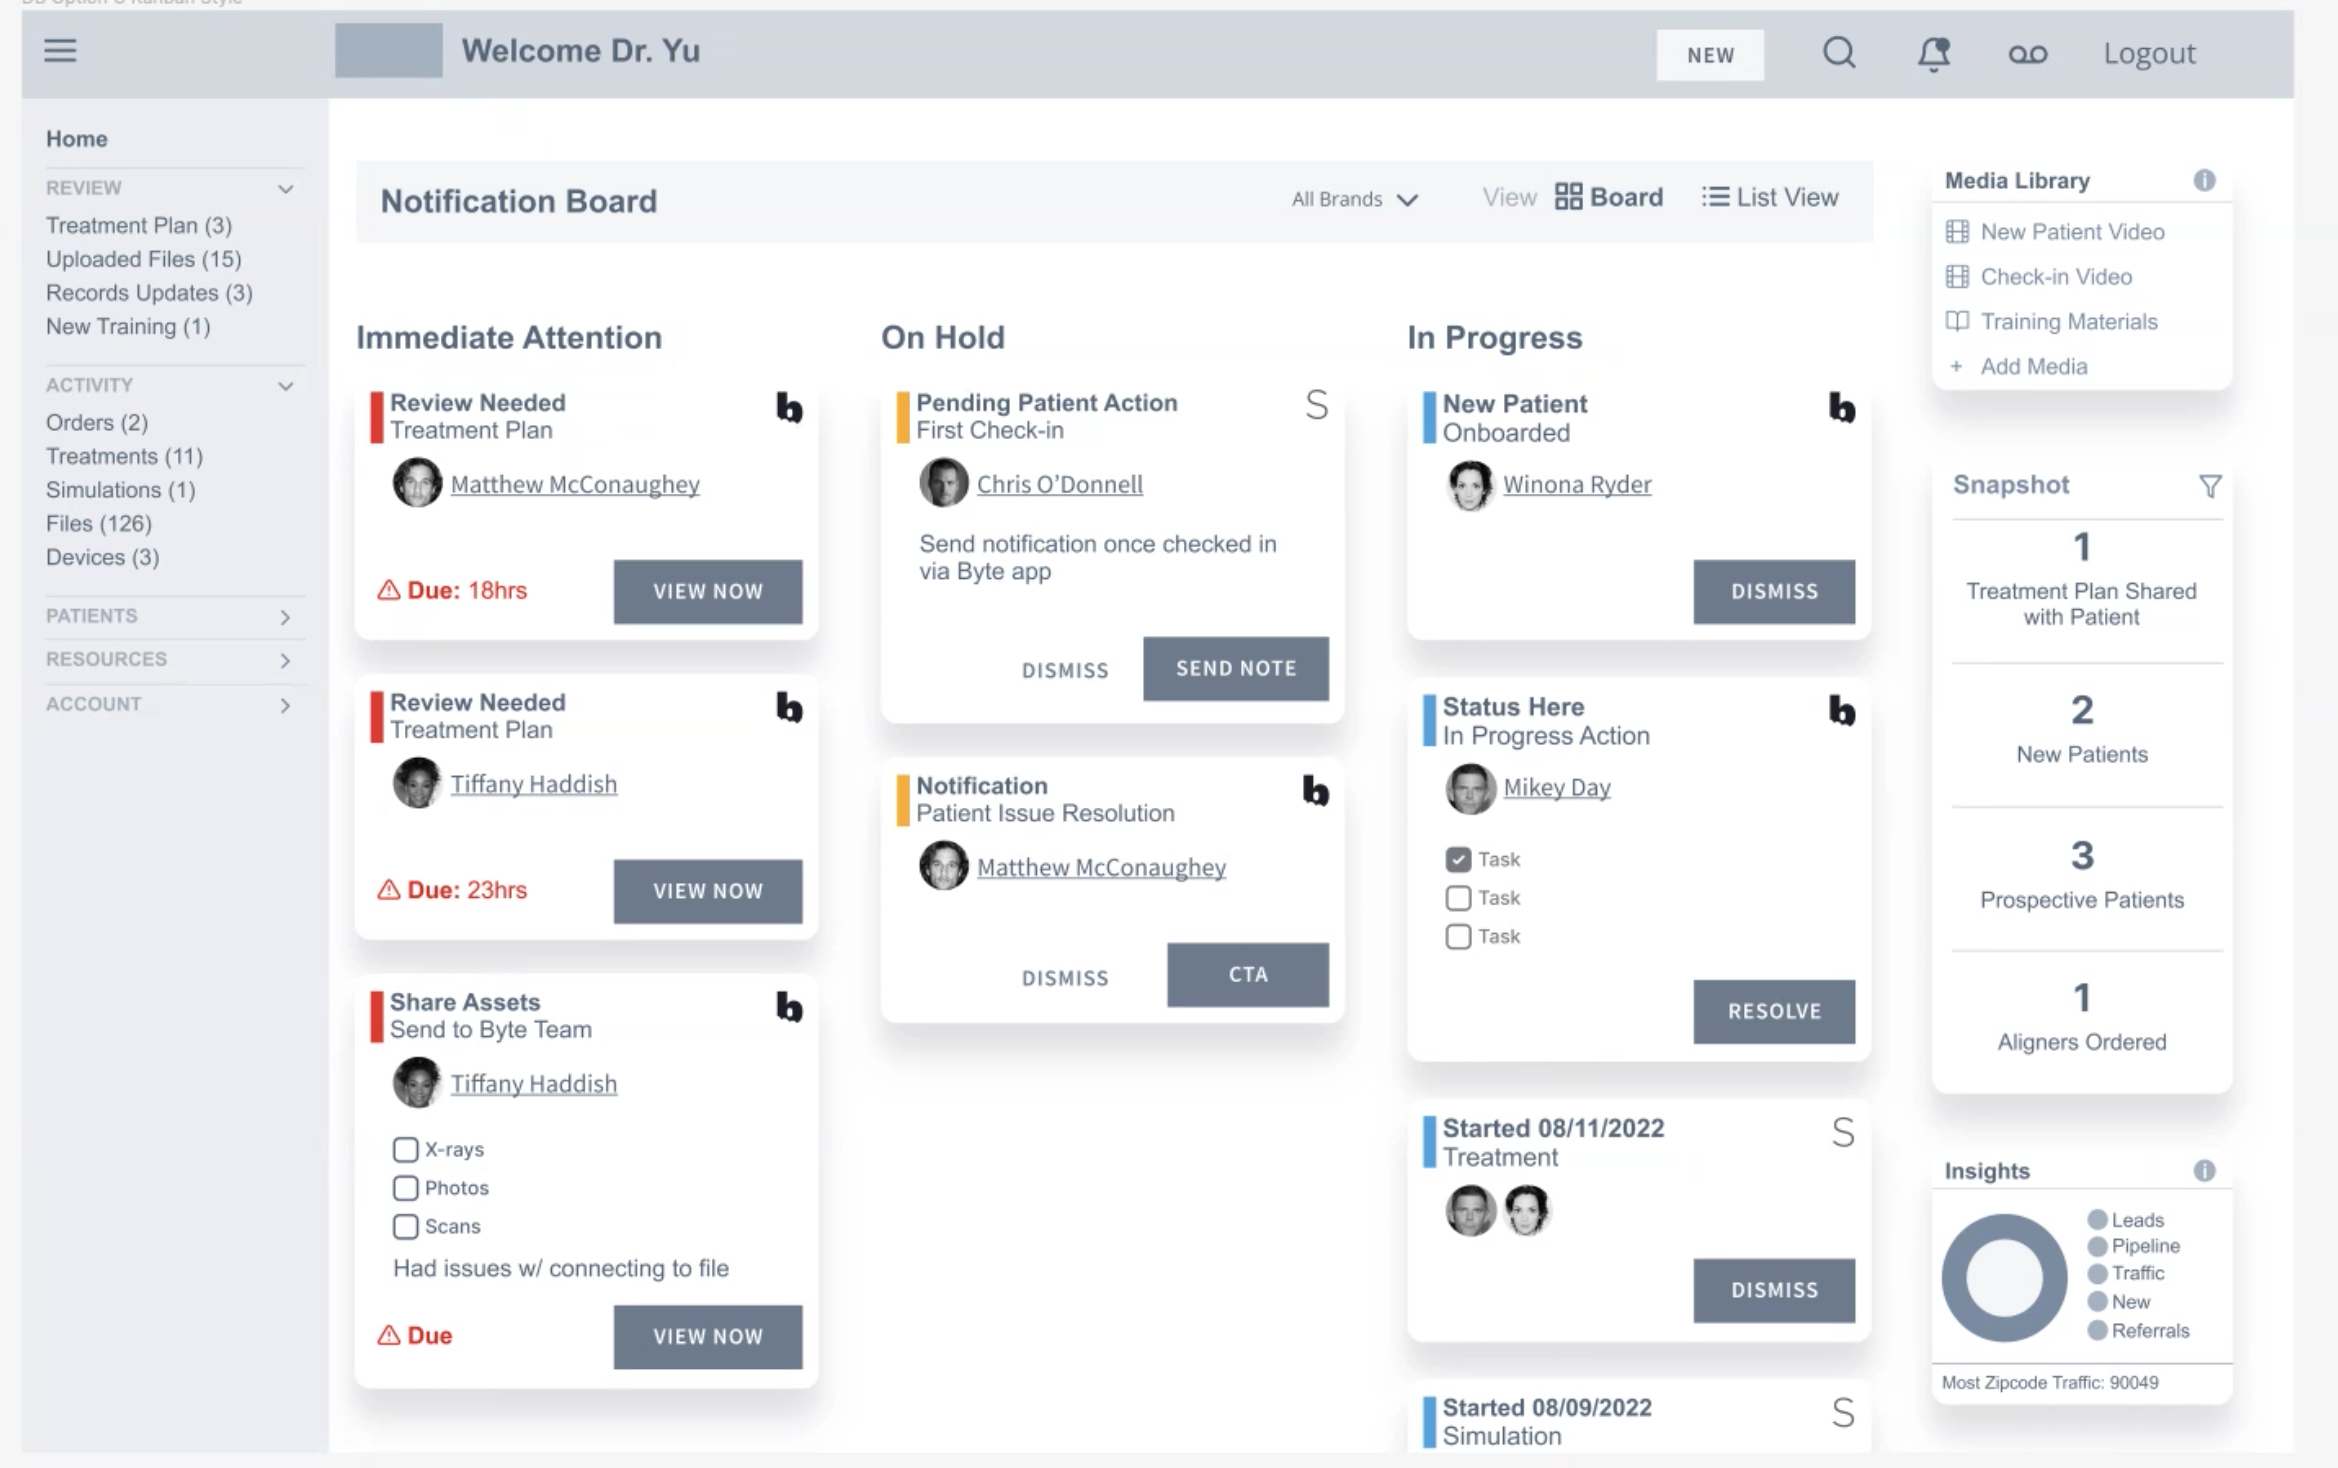 DB Option C Kanban Style
Welcome Dr. Yu
NEW
Logout
Home
REVIEW
Treatment Plan (3)
Uploaded Files (15)
Records Updates (3)
New Training (1)
ACTIVITY
Orders (2)
Treatments (11)
Simulations (1)
Files (126)
Devices (3)
PATIENTS
RESOURCES
ACCOUNT
Notification Board
All Brands
View
Board
List View
Immediate Attention
Review Needed
Treatment Plan
b
Matthew McConaughey
Due: 18hrs
VIEW NOW
Review Needed
Treatment Plan
b
Tiffany Haddish
Due: 23hrs
VIEW NOW
Share Assets
Send to Byte Team
b
Tiffany Haddish
X-rays
Photos
Scans
Had issues w/ connecting to file
Due
VIEW NOW
On Hold
Pending Patient Action
First Check-in
S
Chris O’Donnell
Send notification once checked in
via Byte app
DISMISS
SEND NOTE
Notification
Patient Issue Resolution
b
Matthew McConaughey
DISMISS
CTA
In Progress
New Patient
Onboarded
b
Winona Ryder
DISMISS
Status Here
In Progress Action
b
Mikey Day
Task
Task
Task
RESOLVE
Started 08/11/2022
Treatment
S
DISMISS
Started 08/09/2022
Simulation
S
Media Library
New Patient Video
Check-in Video
Training Materials
+ Add Media
Snapshot
1
Treatment Plan Shared
with Patient
2
New Patients
3
Prospective Patients
1
Aligners Ordered
Insights
Leads
Pipeline
Traffic
New
Referrals
Most Zipcode Traffic: 90049